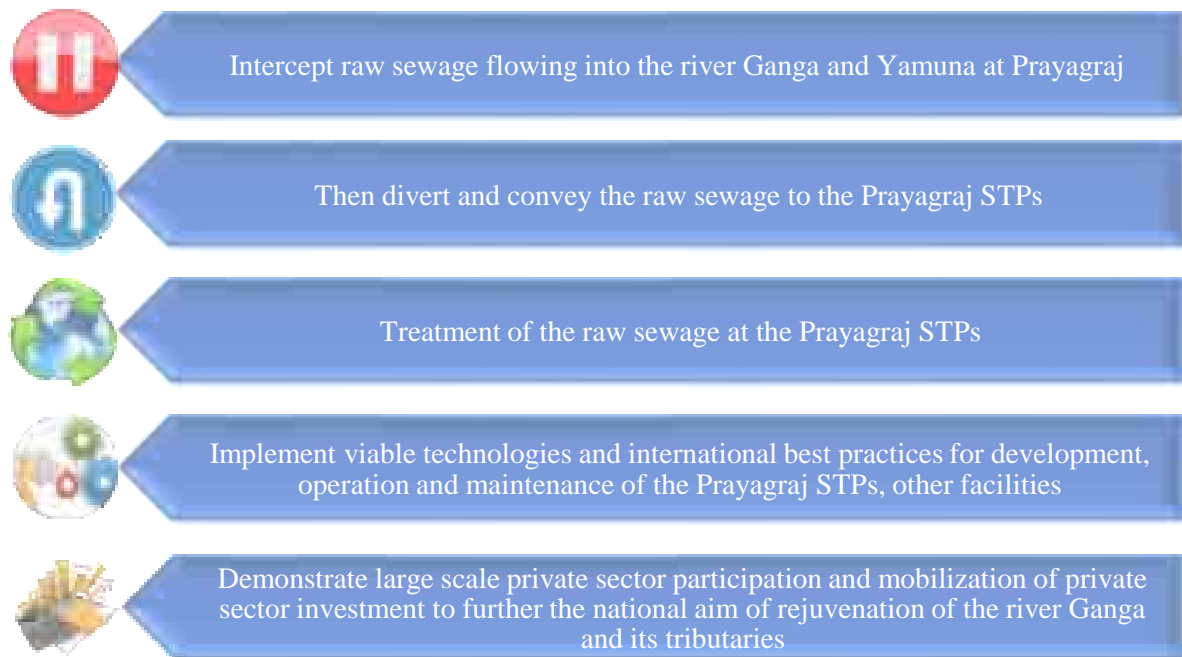 Intercept raw sewage flowing into the river Ganga and Yamuna at Prayagraj
Then divert and convey the raw sewage to the Prayagraj STPs
Treatment of the raw sewage at the Prayagraj STPs
Implement viable technologies and international best practices for development,
operation and maintenance of the Prayagraj STPs, other facilities
Demonstrate large scale private sector participation and mobilization of private
sector investment to further the national aim of rejuvenation of the river Ganga
and its tributaries